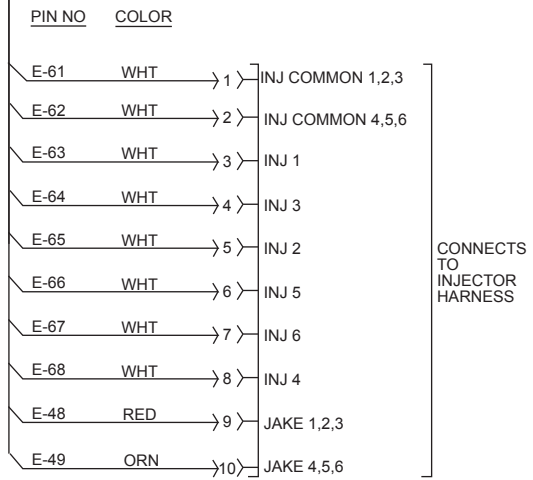 PIN NO COLOR
E-61 WHT 1 INJ COMMON 1,2,3
E-62 WHT 2 INJ COMMON 4,5,6
E-63 WHT 3 INJ 1
E-64 WHT 4 INJ 3
E-65 WHT 5 INJ 2
E-66 WHT 6 INJ 5
E-67 WHT 7 INJ 6
E-68 WHT 8 INJ 4
E-48 RED 9 JAKE 1,2,3
E-49 ORN 10 JAKE 4,5,6
CONNECTS
TO
INJECTOR
HARNESS